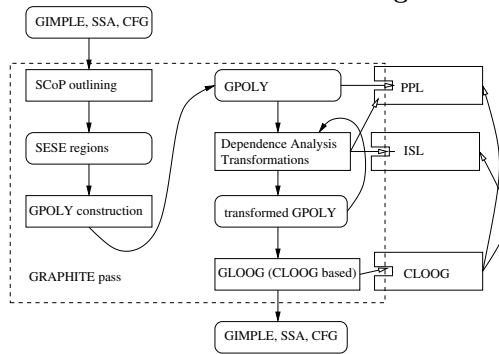 GIMPLE, SSA, CFG
SCoP outlining
SESE regions
GPOLY construction
GRAPHITE pass
GPOLY
Dependence Analysis
Transformations
transformed GPOLY
GLOOG (CLOOG based)
GIMPLE, SSA, CFG
PPL
ISL
CLOOG